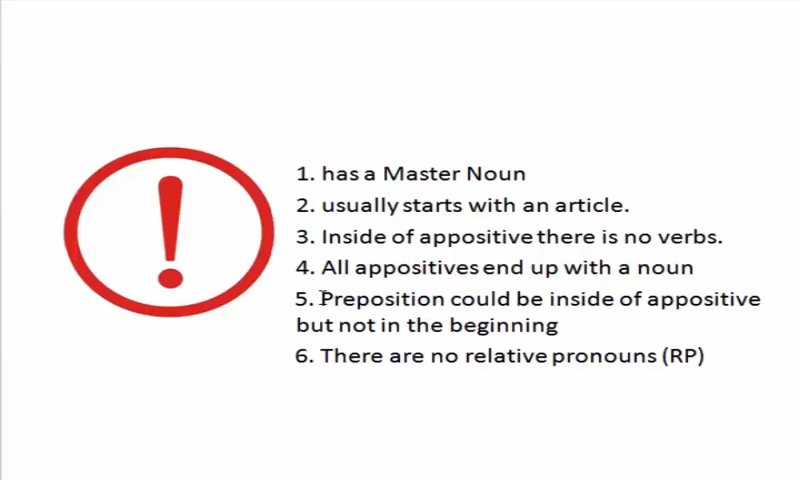 1. has a Master Noun
2. usually starts with an article.
3. Inside of appositive there is no verbs.
4. All appositives end up with a noun
5. Preposition could be inside of appositive
but not in the beginning
6. There are no relative pronouns (RP)